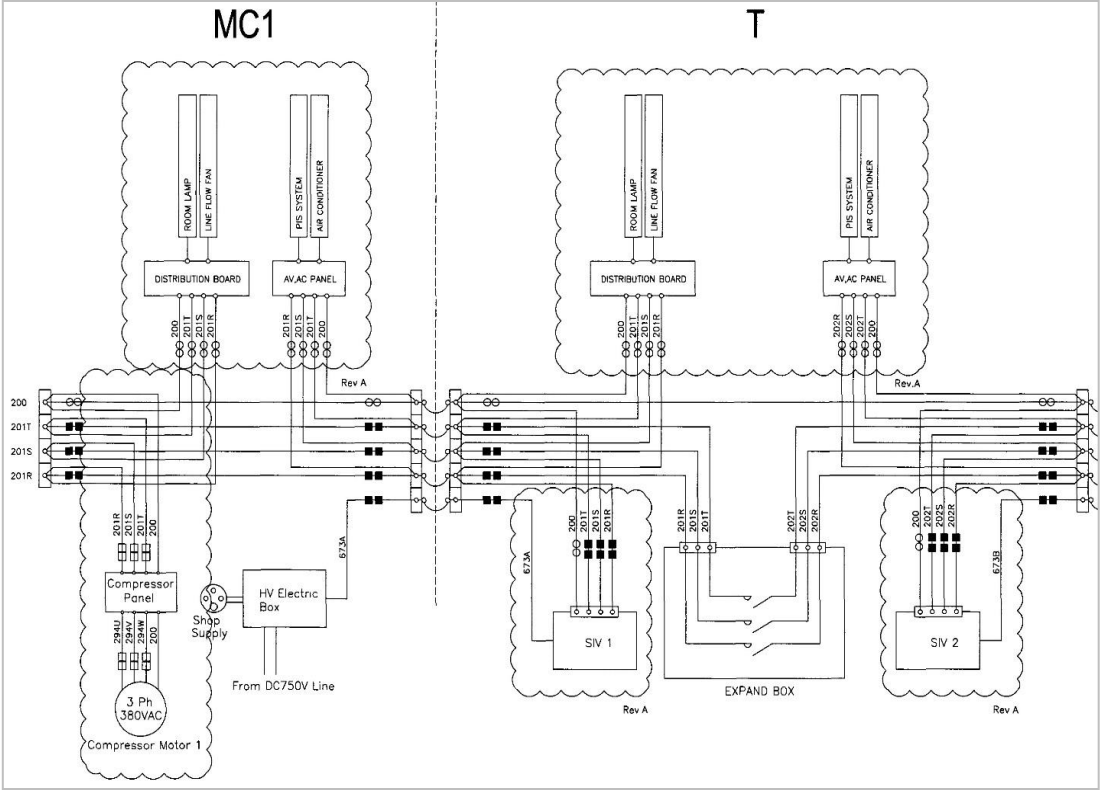 MC1
T
ROOM LAMP
LINE FLOW FAN
PIS SYSTEM
AIR CONDITIONER
ROOM LAMP
LINE FLOW FAN
PIS SYSTEM
AIR CONDITIONER
DISTRIBUTION BOARD
AV,AC PANEL
DISTRIBUTION BOARD
AV,AC PANEL
200
201T
201S
201R
201R
201S
201T
200
200
201T
201S
201R
202R
202S
202T
200
Rev A
Rev.A
200
201T
201S
201R
201R
201S
201T
200
673A
673A
200
201T
201S
201R
201R
201S
201T
202T
202S
202R
200
202T
202S
202R
673B
Compressor
Panel
HV Electric
Box
Shop
Supply
294U
294V
294W
200
SIV 1
SIV 2
From DC750V Line
EXPAND BOX
3 Ph
380VAC
Rev A
Rev A
Compressor Motor 1